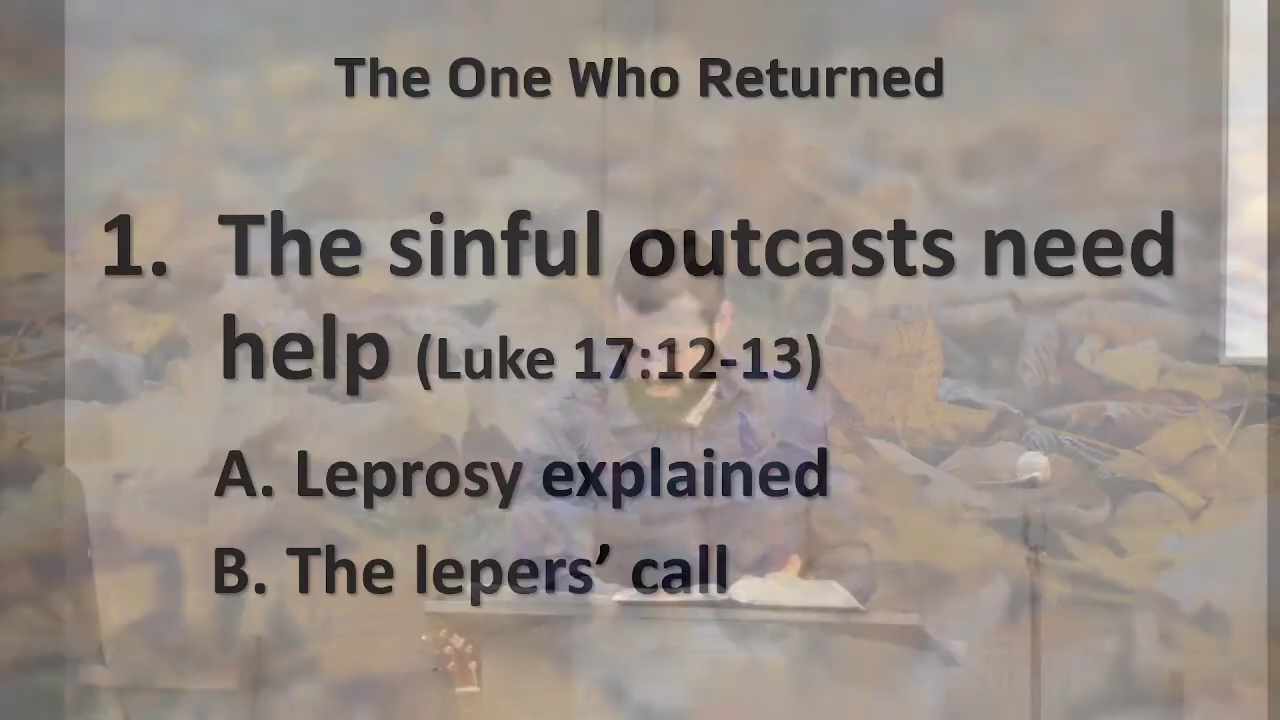 The One Who Returned
1. The sinful outcasts need
help (Luke 17:12-13)
A. Leprosy explained
B. The lepers’ call